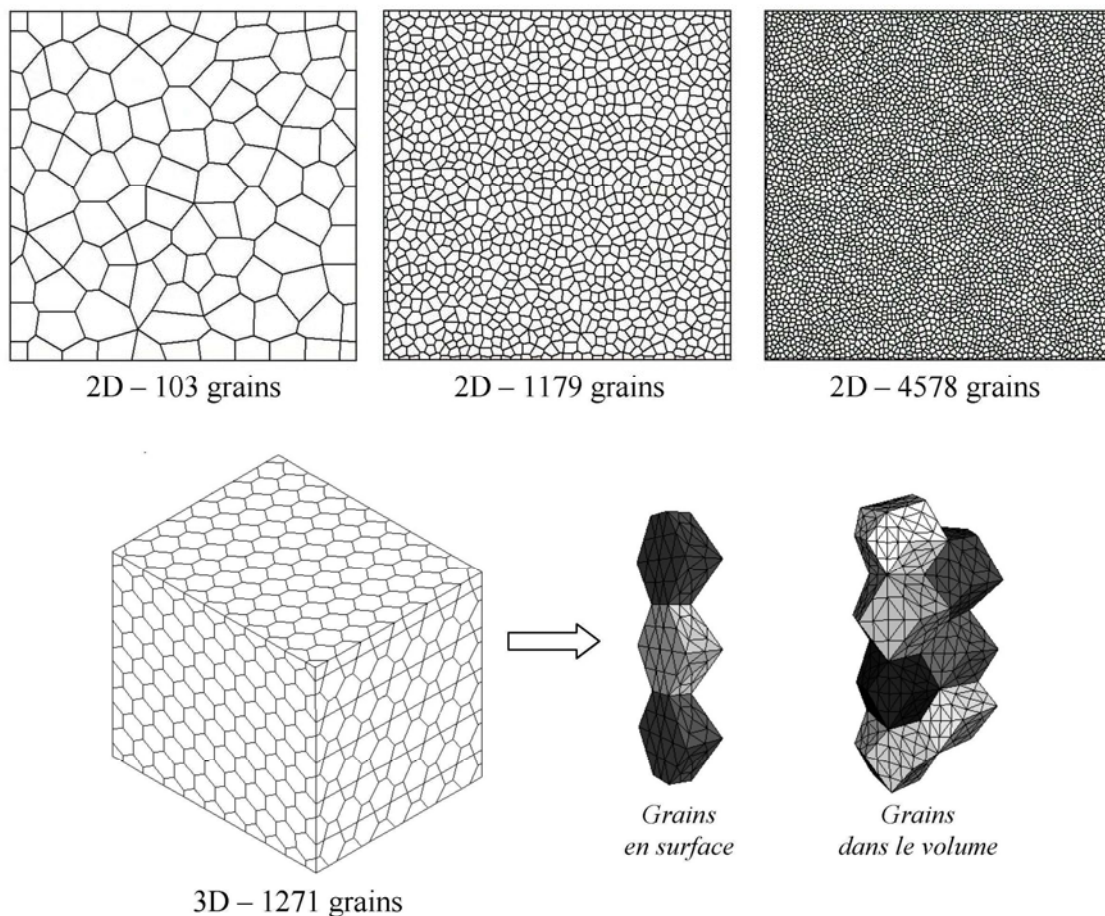 2D – 103 grains
2D – 1179 grains
2D – 4578 grains
Grains
en surface
Grains
dans le volume
3D – 1271 grains